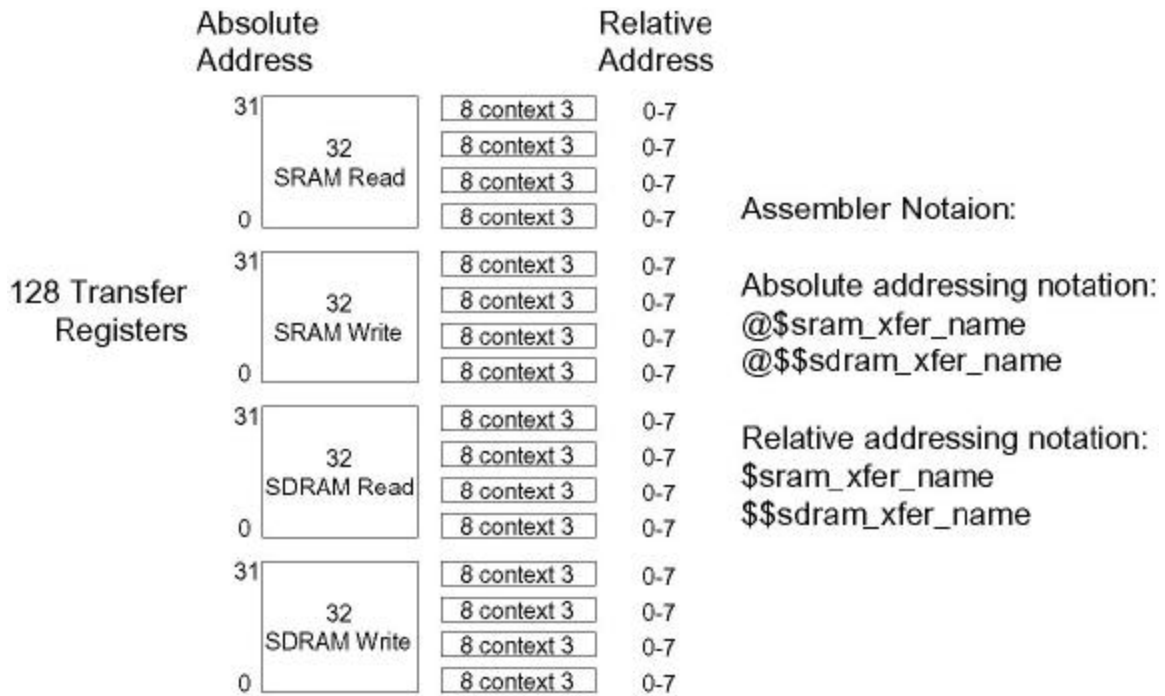 Absolute
Address
Relative
Address
128 Transfer
Registers
31
32
SRAM Read
0
8 context 3
0-7
8 context 3
0-7
8 context 3
0-7
8 context 3
0-7
31
32
SRAM Write
0
8 context 3
0-7
8 context 3
0-7
8 context 3
0-7
8 context 3
0-7
31
32
SDRAM Read
0
8 context 3
0-7
8 context 3
0-7
8 context 3
0-7
8 context 3
0-7
31
32
SDRAM Write
0
8 context 3
0-7
8 context 3
0-7
8 context 3
0-7
8 context 3
0-7
Assembler Notaion:
Absolute addressing notation:
@$sram_xfer_name
@$$sdram_xfer_name
Relative addressing notation:
$sram_xfer_name
$$sdram_xfer_name